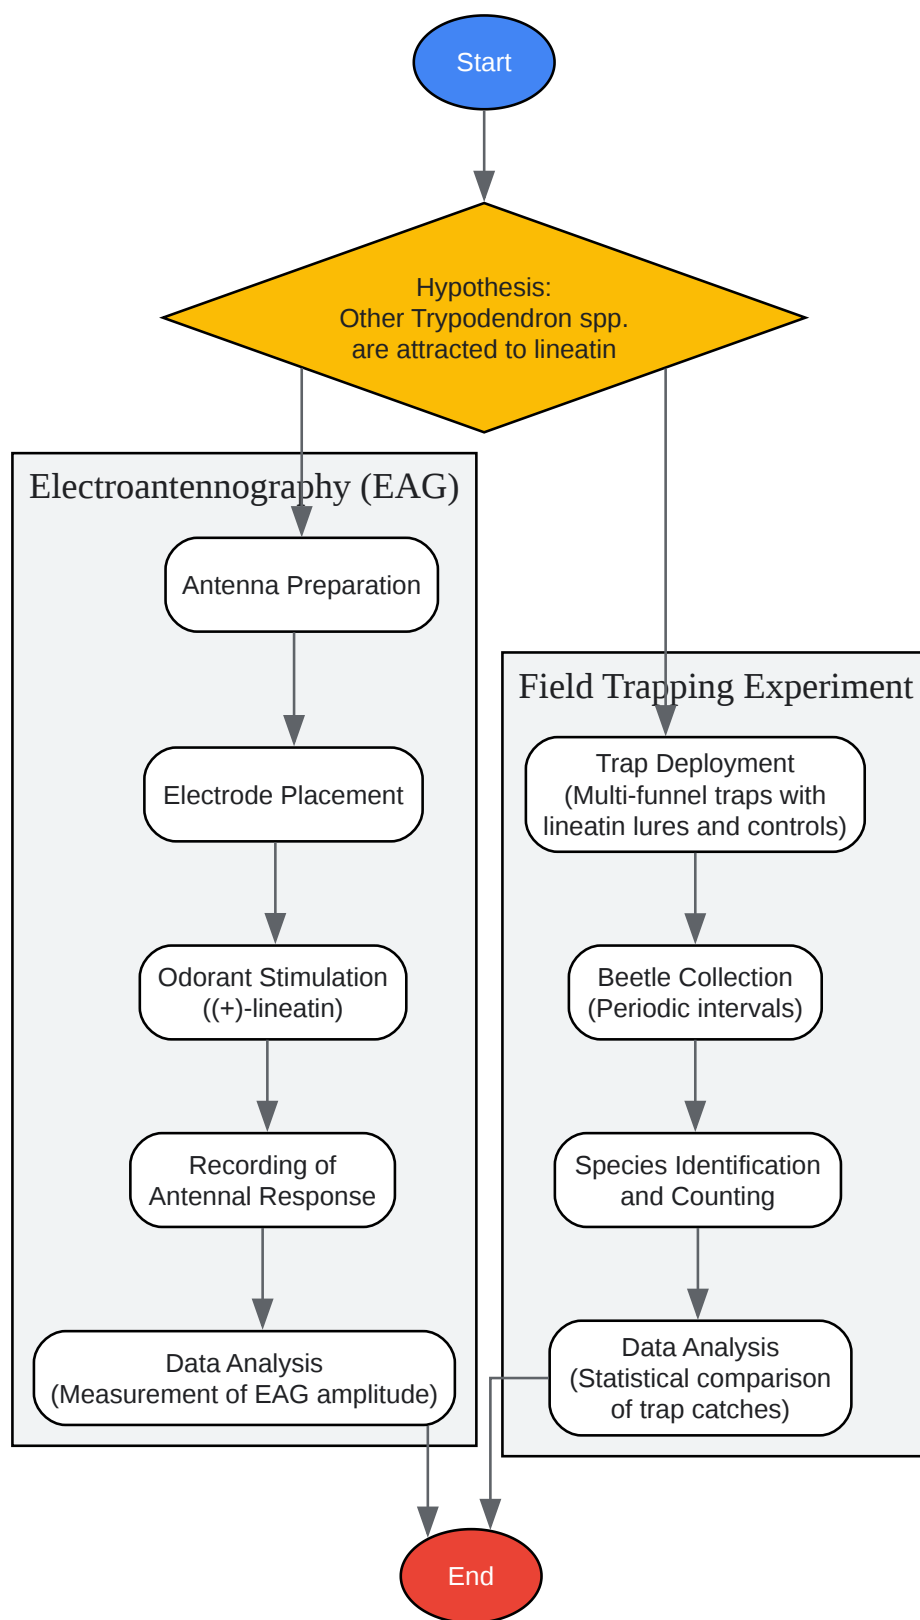 Start
Hypothesis:
Other Trypodendron spp.
are attracted to lineatin
Electroantennography (EAG)
Antenna Preparation
Electrode Placement
Odorant Stimulation
((+)-lineatin)
Recording of
Antennal Response
Data Analysis
(Measurement of EAG amplitude)
Field Trapping Experiment
Trap Deployment
(Multi-funnel traps with
lineatin lures and controls)
Beetle Collection
(Periodic intervals)
Species Identification
and Counting
Data Analysis
(Statistical comparison
of trap catches)
End